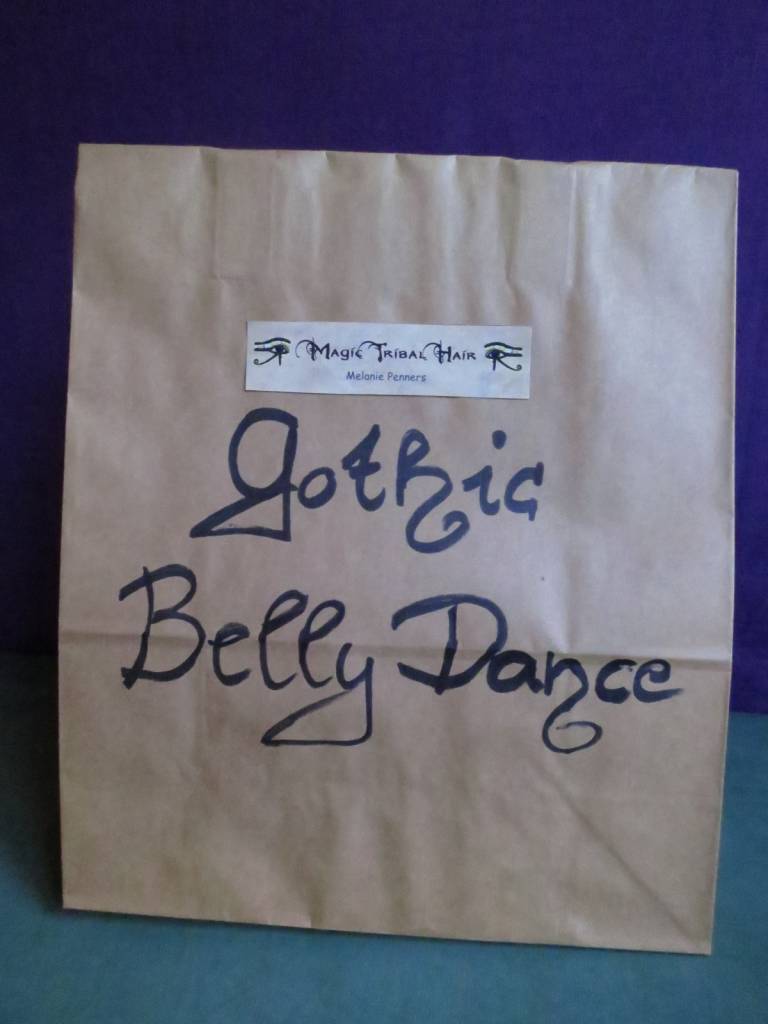 Magic Tribal Hair
Melanie Penners
Gothic
Belly Dance